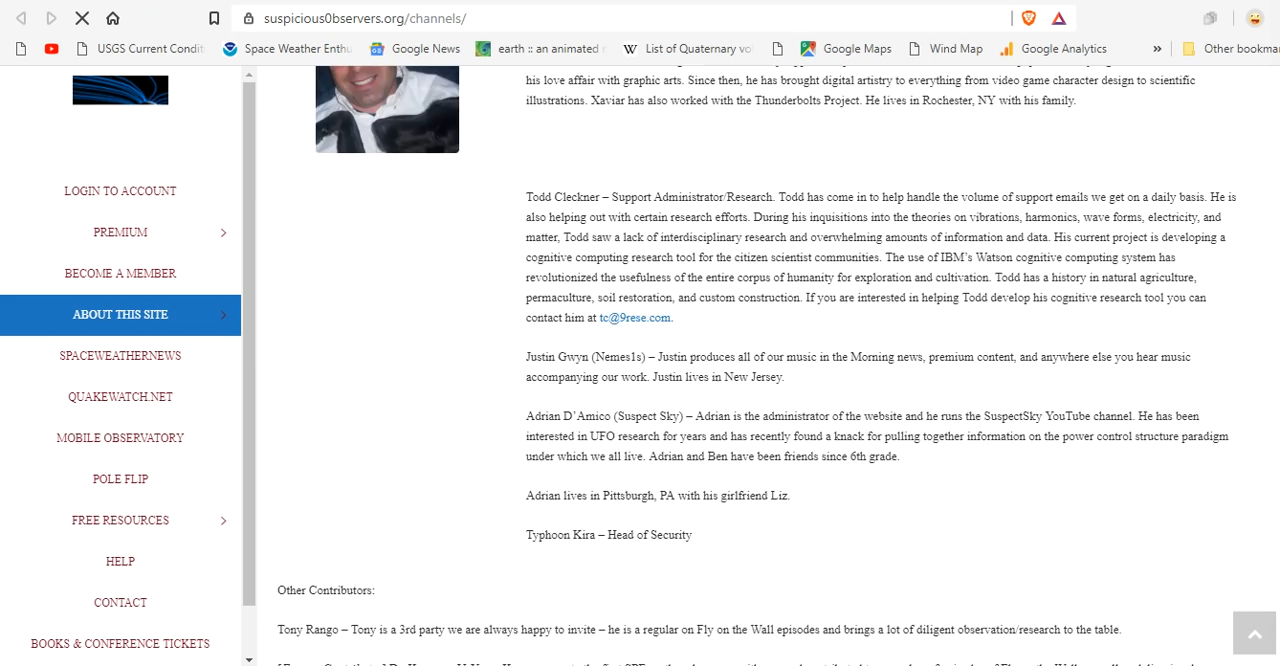 suspicious0bservers.org/channels/
USGS Current Condit
Space Weather Enthu
Google News
earth :: an animated
List of Quaternary vo
Google Maps
Wind Map
Google Analytics
»
Other bookma
his love affair with graphic arts. Since then, he has brought digital artistry to everything from video game character design to scientific
illustrations. Xaviar has also worked with the Thunderbolts Project. He lives in Rochester, NY with his family.
LOGIN TO ACCOUNT
PREMIUM
BECOME A MEMBER
ABOUT THIS SITE
SPACEWEATHERNEWS
QUAKEWATCH.NET
MOBILE OBSERVATORY
POLE FLIP
FREE RESOURCES
HELP
CONTACT
BOOKS & CONFERENCE TICKETS
Todd Cleckner – Support Administrator/Research. Todd has come in to help handle the volume of support emails we get on a daily basis. He is
also helping out with certain research efforts. During his inquisitions into the theories on vibrations, harmonics, wave forms, electricity, and
matter, Todd saw a lack of interdisciplinary research and overwhelming amounts of information and data. His current project is developing a
cognitive computing research tool for the citizen scientist communities. The use of IBM's Watson cognitive computing system has
revolutionized the usefulness of the entire corpus of humanity for exploration and cultivation. Todd has a history in natural agriculture,
permaculture, soil restoration, and custom construction. If you are interested in helping Todd develop his cognitive research tool you can
contact him at tc@9rese.com.
Justin Gwyn (Nemes1s) – Justin produces all of our music in the Morning news, premium content, and anywhere else you hear music
accompanying our work. Justin lives in New Jersey.
Adrian D'Amico (Suspect Sky) – Adrian is the administrator of the website and he runs the SuspectSky YouTube channel. He has been
interested in UFO research for years and has recently found a knack for pulling together information on the power control structure paradigm
under which we all live. Adrian and Ben have been friends since 6th grade.
Adrian lives in Pittsburgh, PA with his girlfriend Liz.
Typhoon Kira – Head of Security
Other Contributors:
Tony Rango – Tony is a 3rd party we are always happy to invite – he is a regular on Fly on the Wall episodes and brings a lot of diligent observation/research to the table.